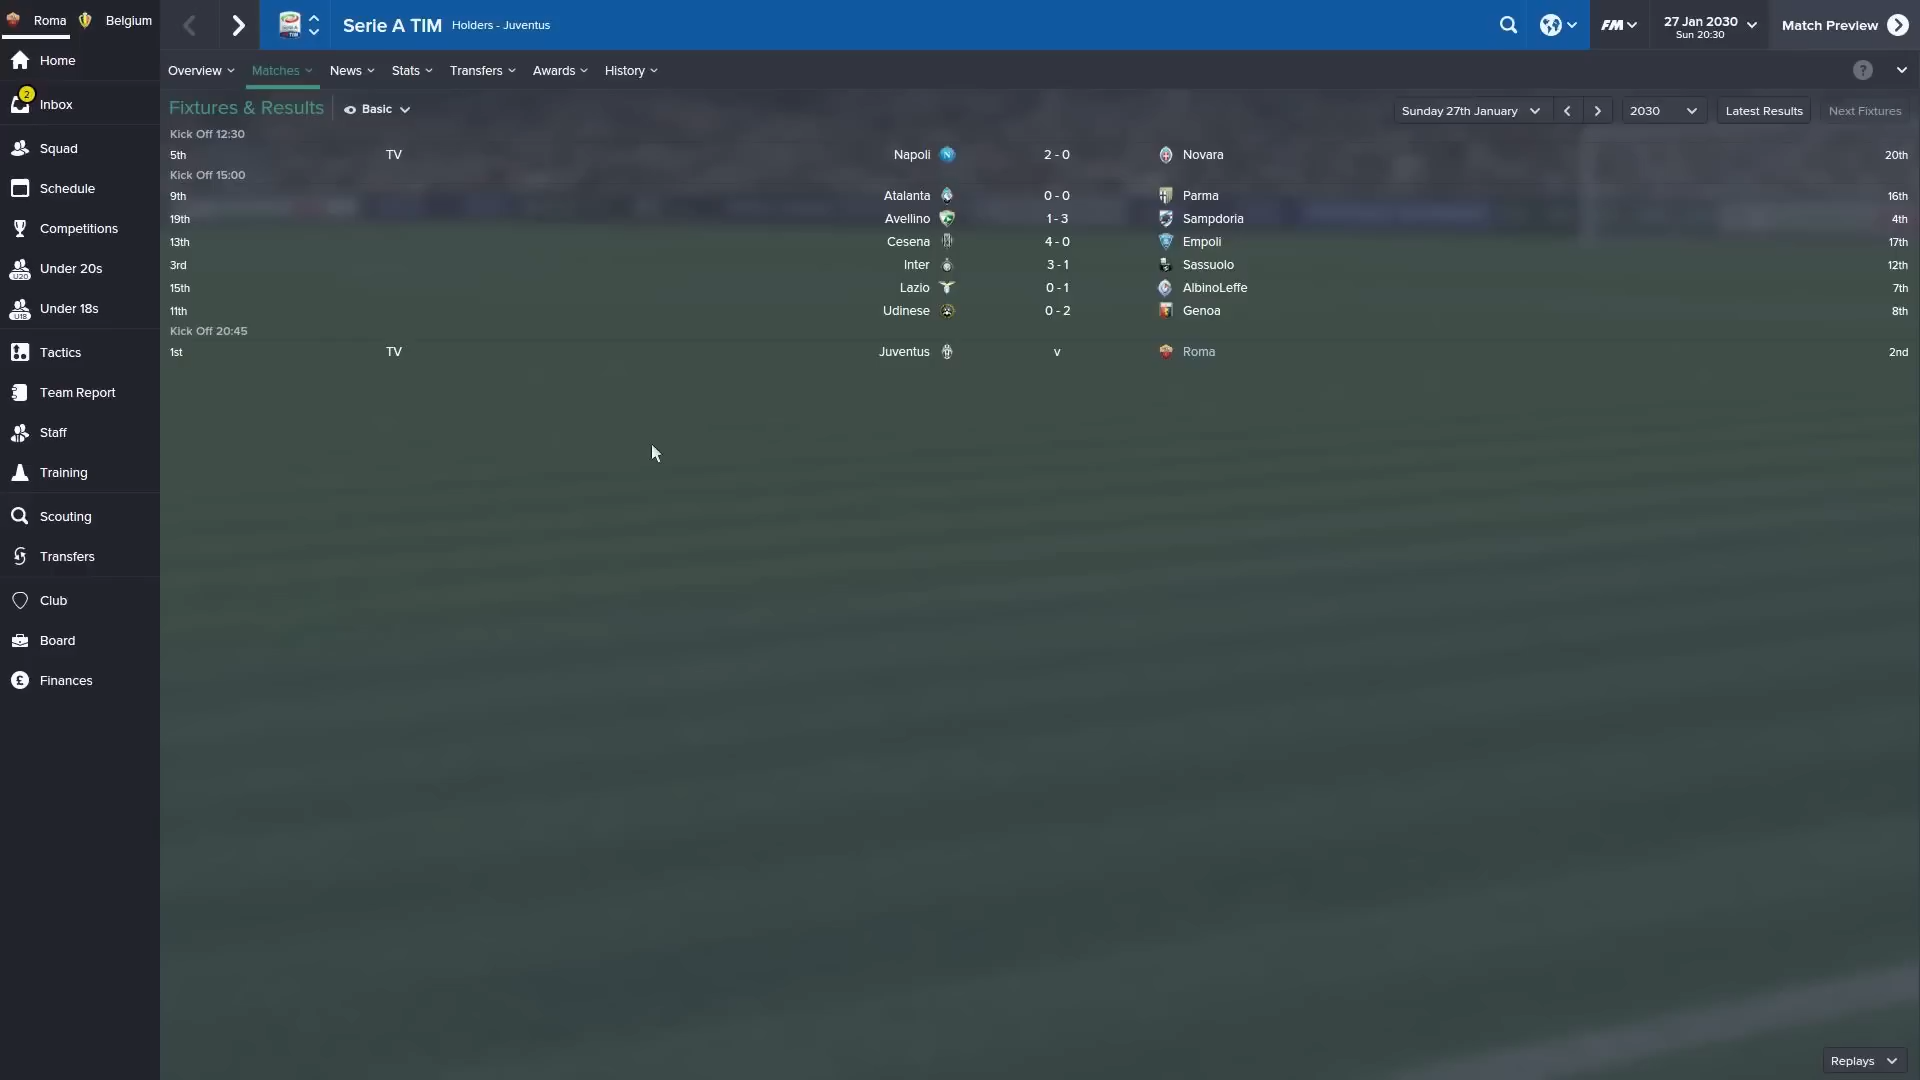 Roma Belgium
Serie A TIM Holders - Juventus
FM
27 Jan 2030
Sun 20:30
Match Preview
Home
2
Inbox
Squad
Schedule
Competitions
U20
Under 20s
U18
Under 18s
Tactics
Team Report
Staff
Training
Scouting
Transfers
Club
Board
£
Finances
Overview Matches News Stats Transfers Awards History ?
Fixtures & Results Basic Sunday 27th January 2030 Latest Results Next Fixtures
Kick Off 12:30
5th TV Napoli 2 - 0 Novara 20th
Kick Off 15:00
9th Atalanta 0 - 0 Parma 16th
19th Avellino 1 - 3 Sampdoria 4th
13th Cesena 4 - 0 Empoli 17th
3rd Inter 3 - 1 Sassuolo 12th
15th Lazio 0 - 1 AlbinoLeffe 7th
11th Udinese 0 - 2 Genoa 8th
Kick Off 20:45
1st TV Juventus v Roma 2nd
Replays